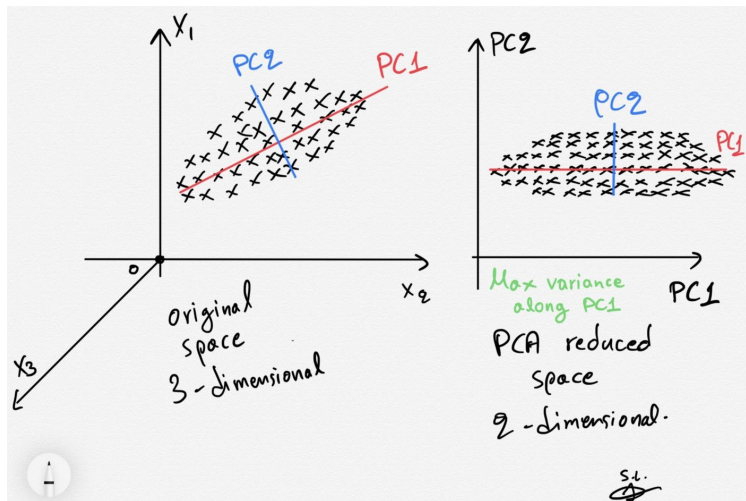 X₁
PC2
PC1
0
X₂
X₃
original
space
3-dimensional
PC2
PC2
PC1
Max variance
along PC1
PC1
PCA reduced
space
2-dimensional.
S.L.